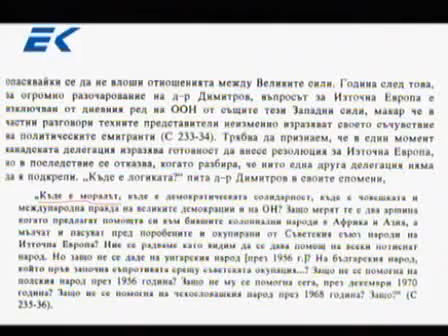 ЕК
опасявайки се да не влоши отношенията между Великите сили. Година след това,
за огромно разочарование на д-р Димитров, въпросът за Източна Европа е
изключван от дневния ред на ООН от същите тези Западни сили, макар че в
частни разговори техните представители неизменно изразяват своето съчувствие
на политическите емигранти (С 233-34). Трябва да признаем, че в един момент
канадската делегация изразява готовност да внесе резолюция за Източна Европа,
но в последствие се отказва, когато разбира, че нито една друга делегация няма
да я подкрепи. „Къде е логиката?" пита д-р Димитров в своите спомени,
„Къде е моралът, къде е демократическата солидарност, къде е човешката и
международна правда на великите демокрации и на ОН? Защо мерят те с два аршина
когато предлагат помощта си към бившите колониални народи в Африка и Азия, а
мълчат и пасуват пред поробените и окупирани от Съветския съюз народи на
Източна Европа? Ние се радваме като видим да се дава помощ на всеки потиснат
народ. Но защо не се даде на унгарския народ [през 1956 г.]? На българския народ,
който пръв започна съпротивата срещу съветската окупация...? Защо не се помогна на
полския народ през 1956 година? Защо не му се помогна сега, през декември 1970
година? Защо не се помогна на чехословашкия народ през 1968 година? Защо?" (С
235-36).